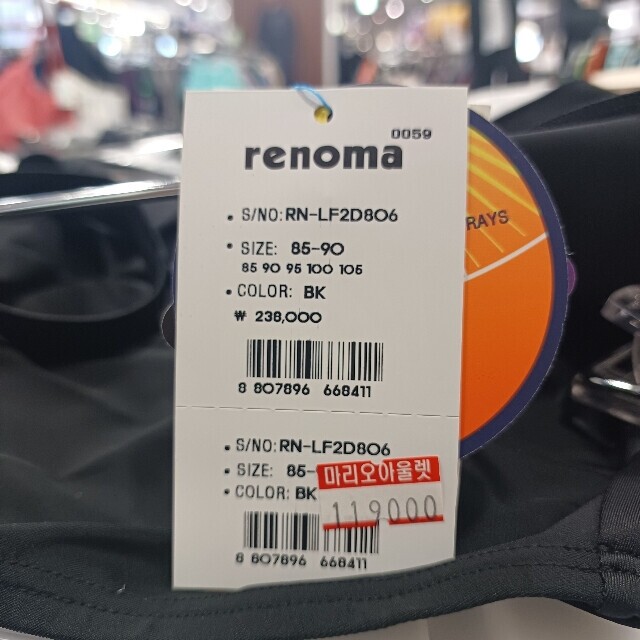 0059
renoma
• S/NO: RN-LF2D806
• SIZE: 85-90
85 90 95 100 105
• COLOR: BK
₩ 238,000
8 807896 668411
RAYS
• S/NO: RN-LF2D806
• SIZE: 85-
마리오아울렛
• COLOR: BK
119000
8 807896 668411